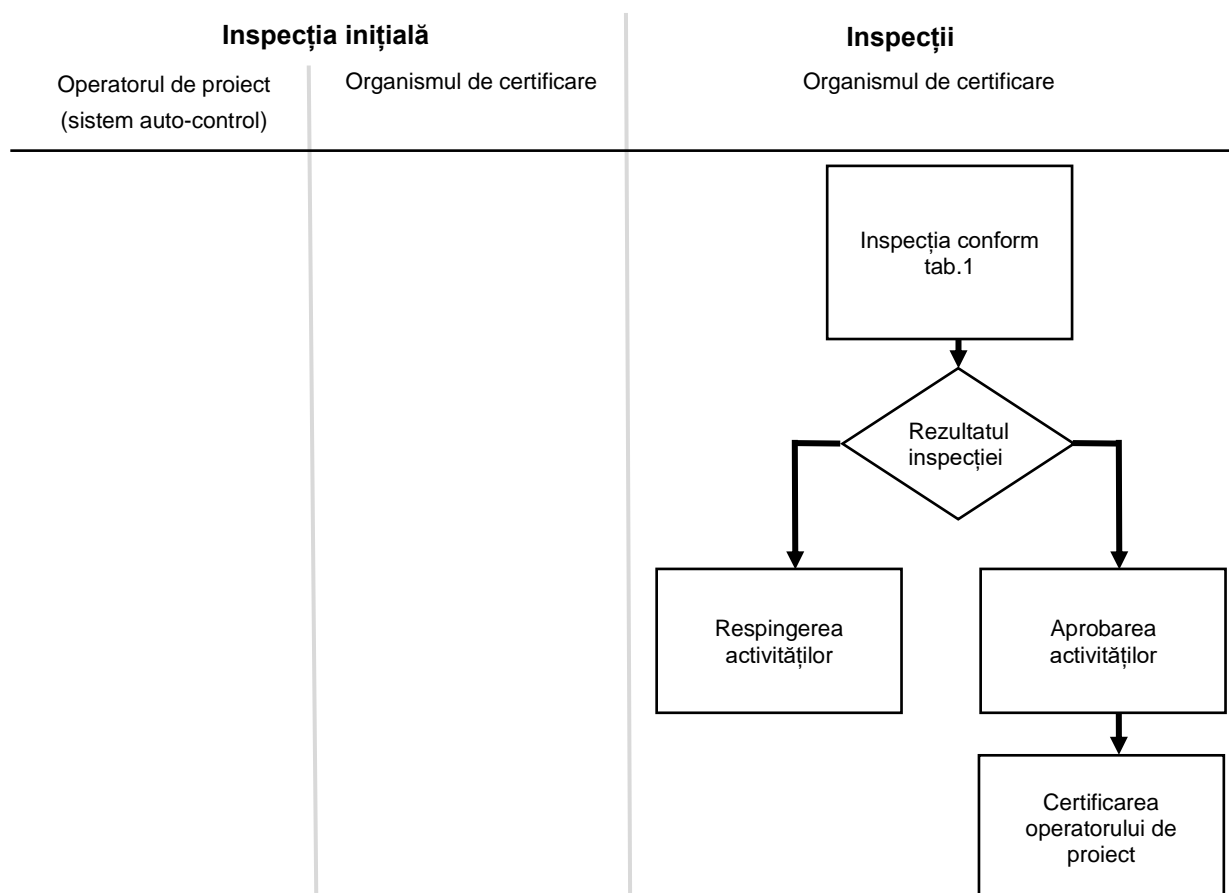 Inspecția inițială
Inspecții
Operatorul de proiect
(sistem auto-control)
Organismul de certificare
Organismul de certificare
Inspecția conform
tab.1
Rezultatul
inspecției
Respingerea
activităților
Aprobarea
activităților
Certificarea
operatorului de
proiect